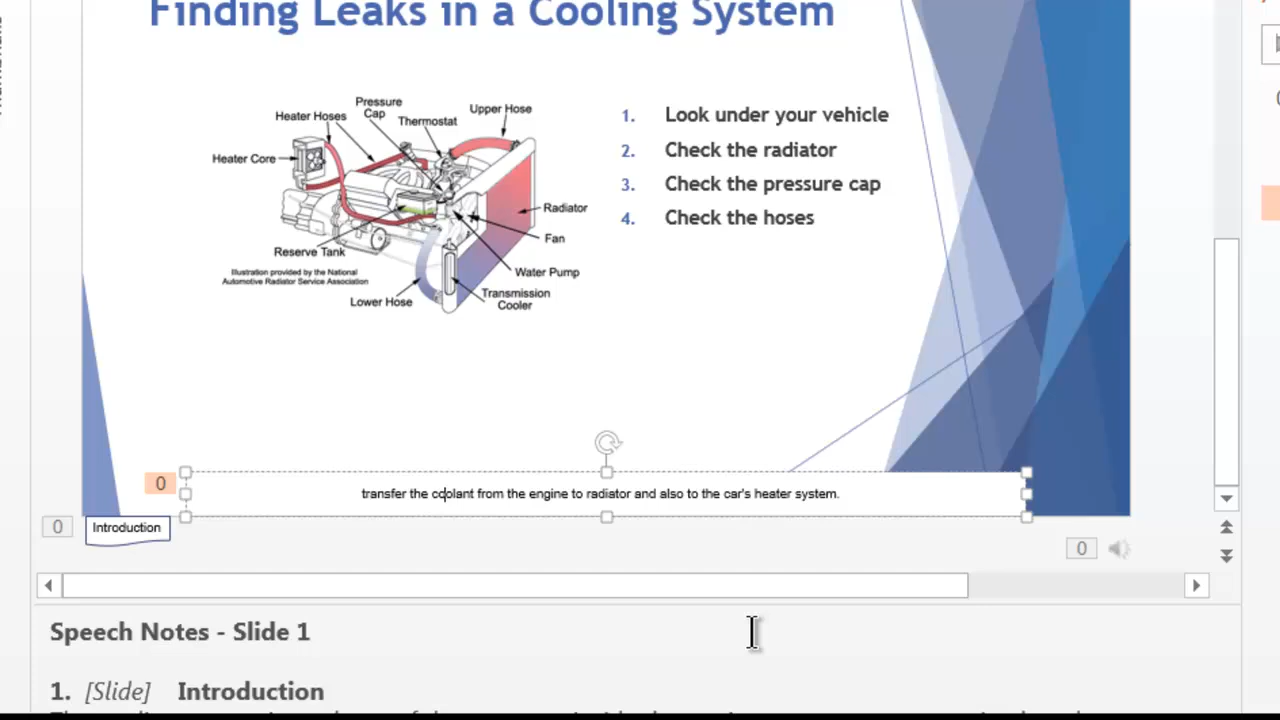 Finding Leaks in a Cooling System
Pressure
Cap
Upper Hose
Heater Hoses
Thermostat
Heater Core
Radiator
Fan
Reserve Tank
Water Pump
Illustration provided by the National
Automotive Radiator Service Association
Transmission
Cooler
Lower Hose
1. Look under your vehicle
2. Check the radiator
3. Check the pressure cap
4. Check the hoses
0
transfer the coolant from the engine to radiator and also to the car's heater system.
0
Introduction
0
Speech Notes - Slide 1
1. [Slide] Introduction